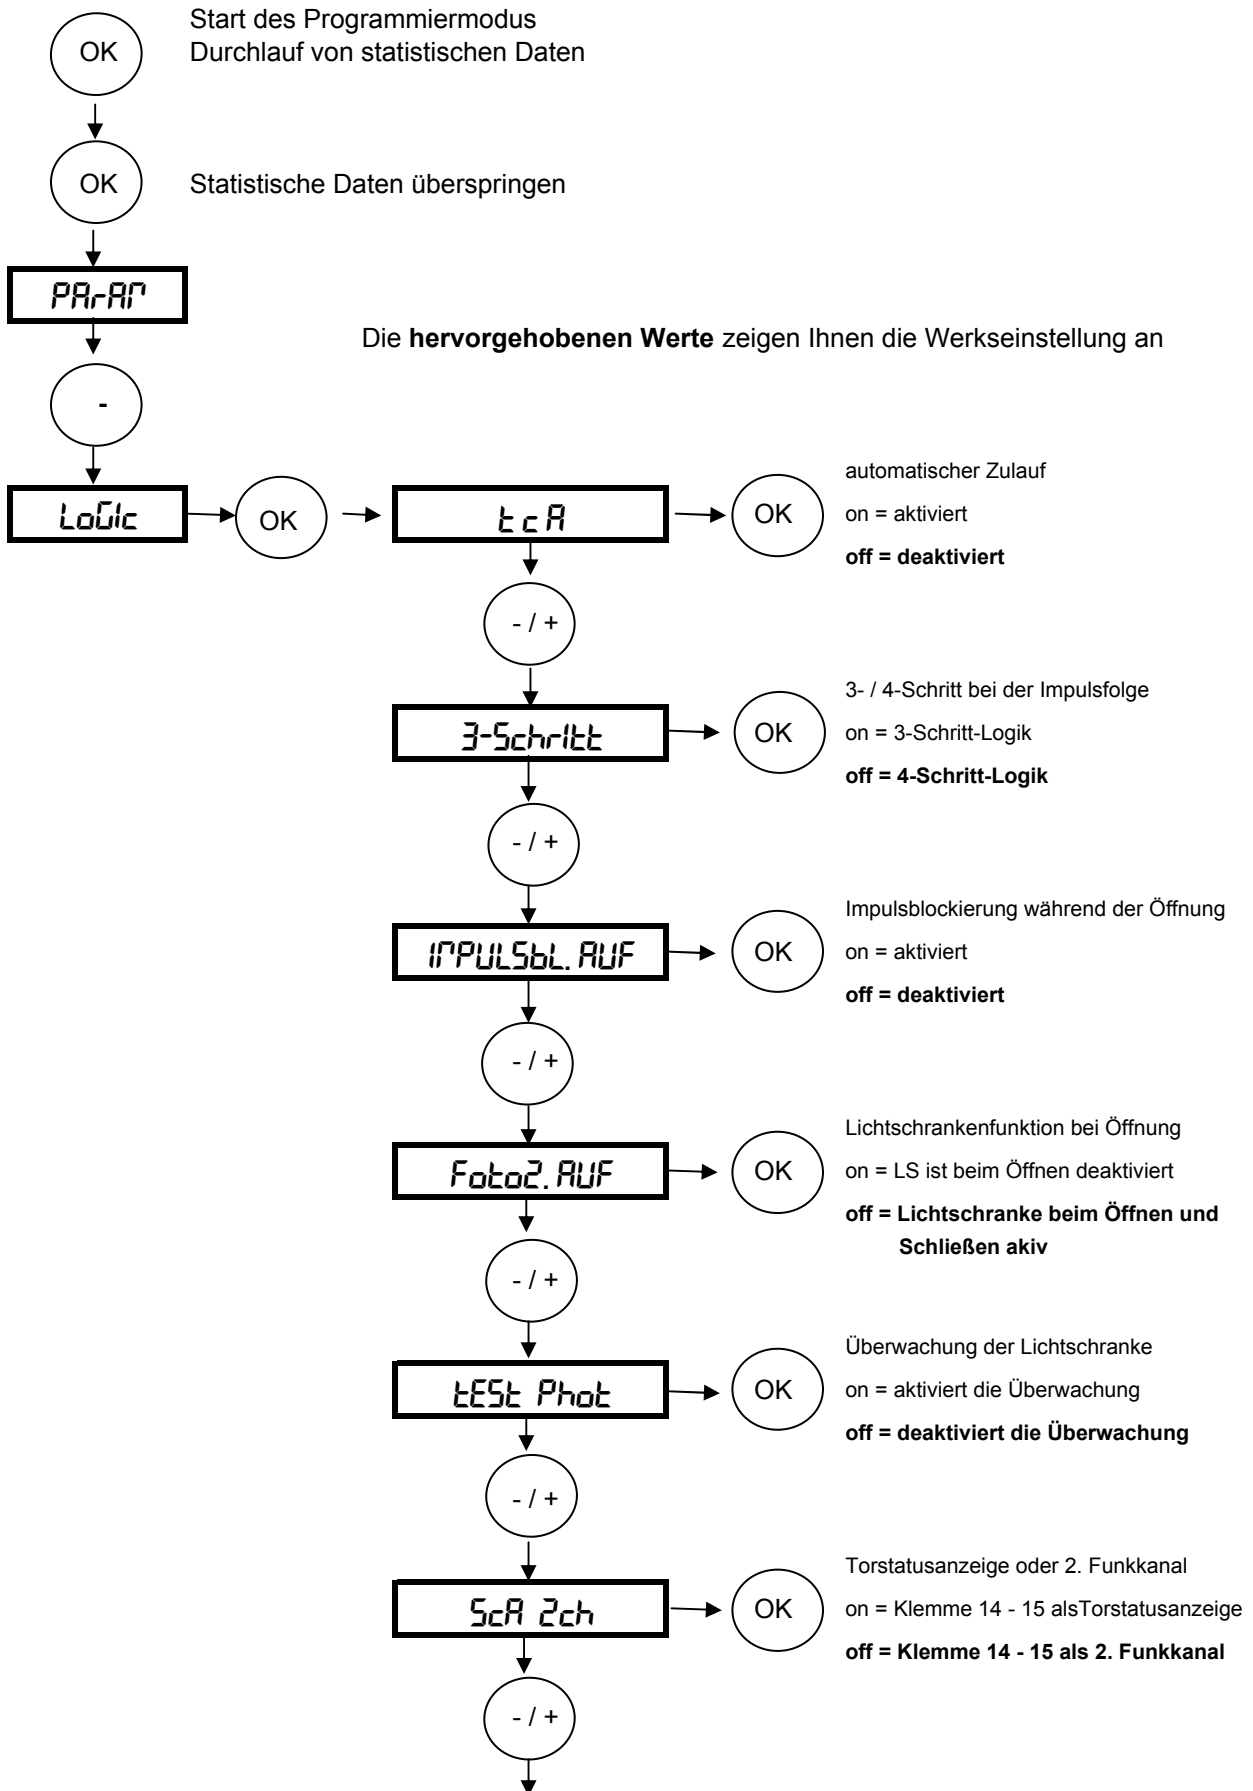 OK
Start des Programmiermodus
Durchlauf von statistischen Daten
OK
Statistische Daten überspringen
PArAM
Die hervorgehobenen Werte zeigen Ihnen die Werkseinstellung an
-
LoGIc
OK
tcA
OK
automatischer Zulauf
on = aktiviert
off = deaktiviert
- / +
3-SchrItt
OK
3- / 4-Schritt bei der Impulsfolge
on = 3-Schritt-Logik
off = 4-Schritt-Logik
- / +
IMPULSbL. AUF
OK
Impulsblockierung während der Öffnung
on = aktiviert
off = deaktiviert
- / +
Foto2. AUF
OK
Lichtschrankenfunktion bei Öffnung
on = LS ist beim Öffnen deaktiviert
off = Lichtschranke beim Öffnen und
Schließen akiv
- / +
tESt Phot
OK
Überwachung der Lichtschranke
on = aktiviert die Überwachung
off = deaktiviert die Überwachung
- / +
ScA 2ch
OK
Torstatusanzeige oder 2. Funkkanal
on = Klemme 14 - 15 alsTorstatusanzeige
off = Klemme 14 - 15 als 2. Funkkanal
- / +